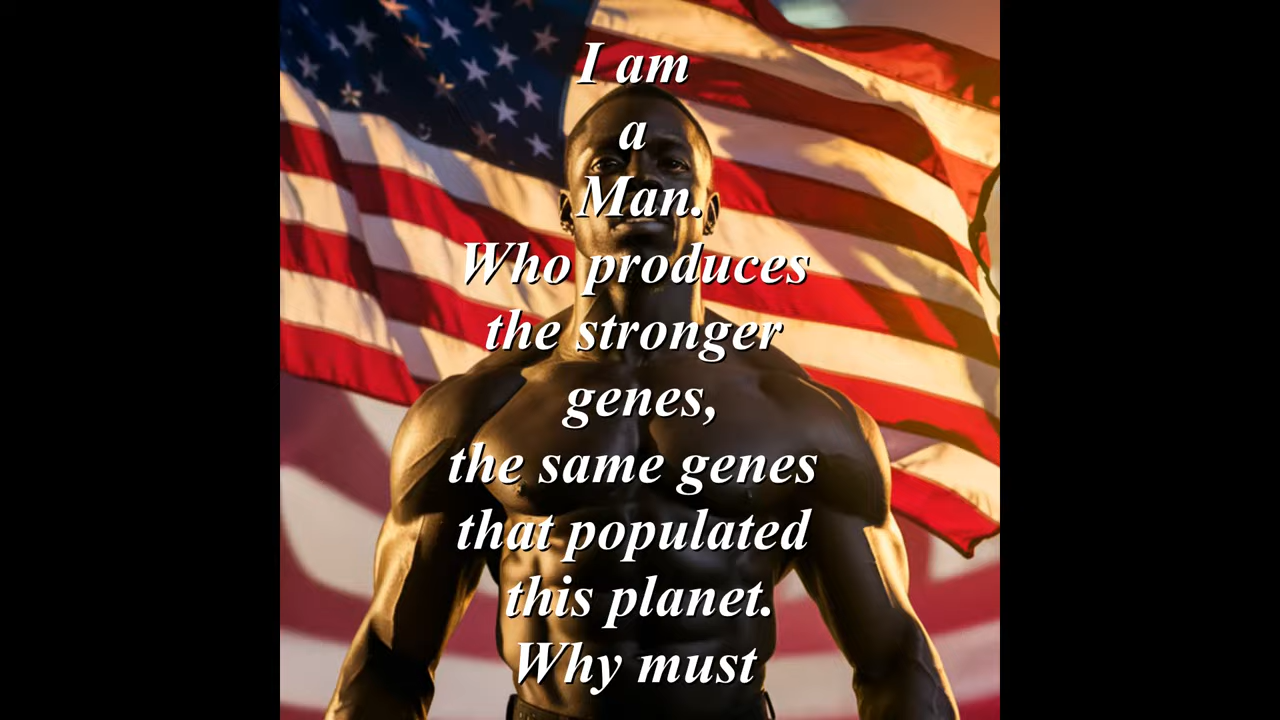 I am
a
Man.
Who produces
the stronger
genes,
the same genes
that populated
this planet.
Why must